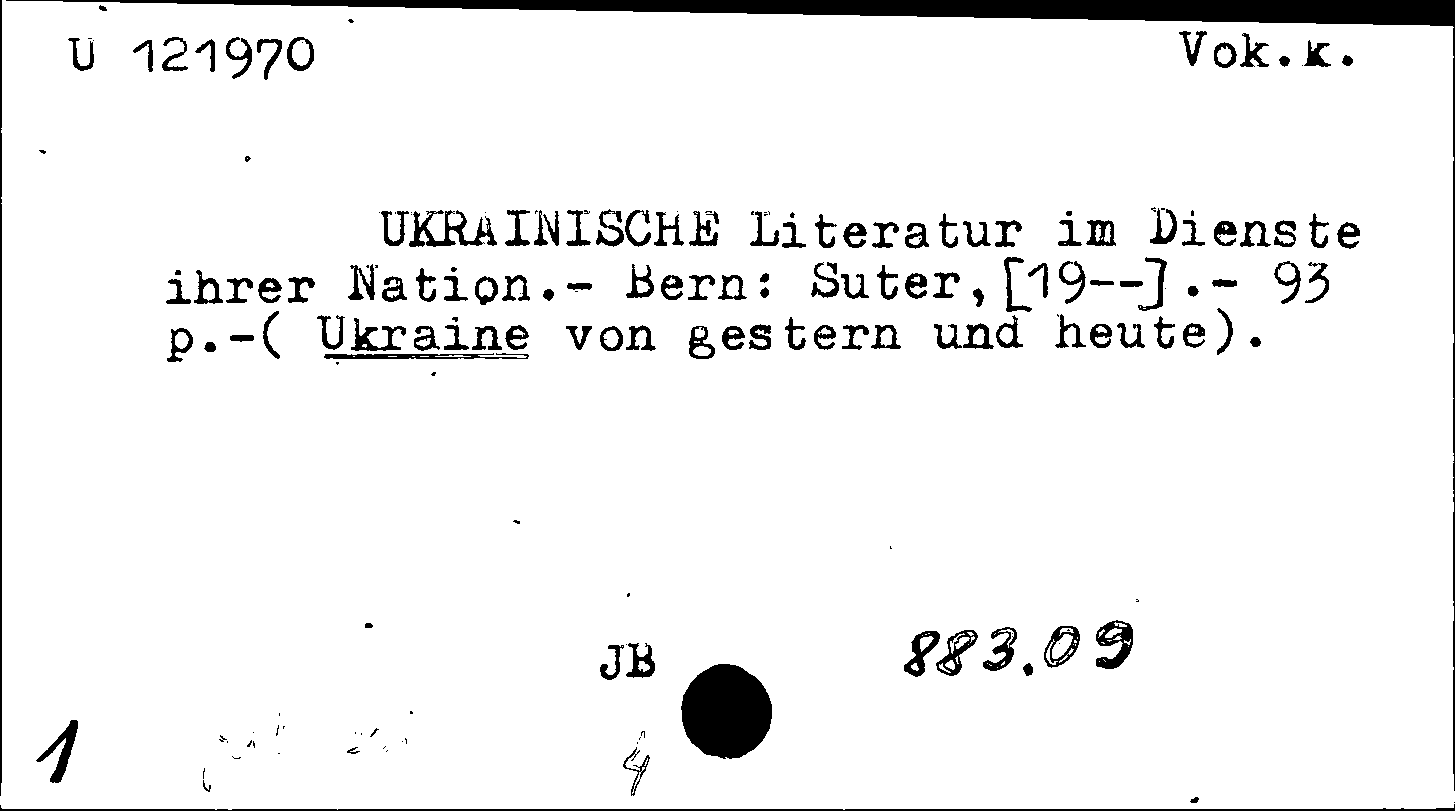 U 121970 Vok.k.
UKRAINISCHE Literatur im Dienste
ihrer Nation.- Bern: Suter,[19--].- 93
p.-( Ukraine von gestern und heute).
JB 883.09
1 4